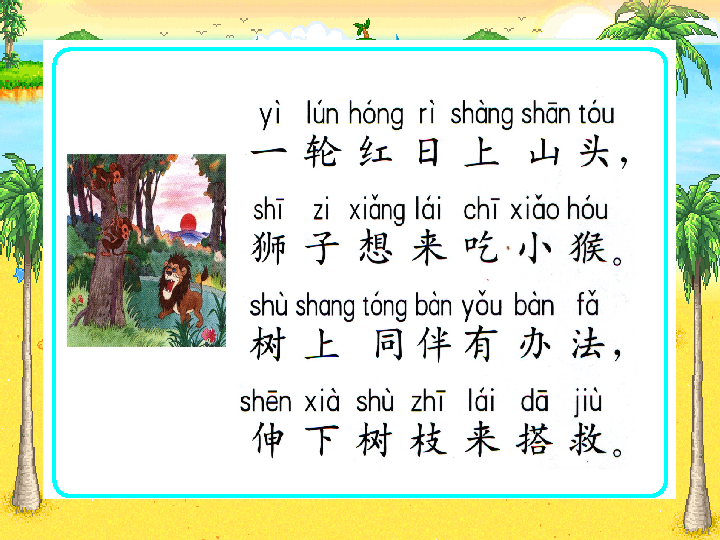 yì lún hóng rì shàng shān tóu
一轮红日上山头，
shī zi xiǎng lái chī xiǎo hóu
狮子想来吃小猴。
shù shang tóng bàn yǒu bàn fǎ
树上同伴有办法，
shēn xià shù zhī lái dā jiù
伸下树枝来搭救。